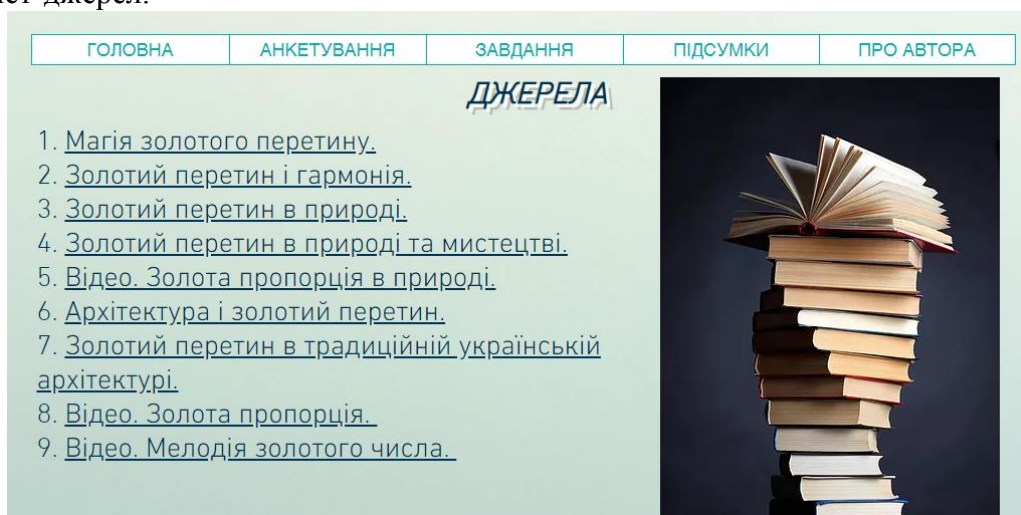 джерел.
ГОЛОВНА АНКЕТУВАННЯ ЗАВДАННЯ ПІДСУМКИ ПРО АВТОРА
ДЖЕРЕЛА
1. Магія золотого перетину.
2. Золотий перетин і гармонія.
3. Золотий перетин в природі.
4. Золотий перетин в природі та мистецтві.
5. Відео. Золота пропорція в природі.
6. Архітектура і золотий перетин.
7. Золотий перетин в традиційній українській
архітектурі.
8. Відео. Золота пропорція.
9. Відео. Мелодія золотого числа.